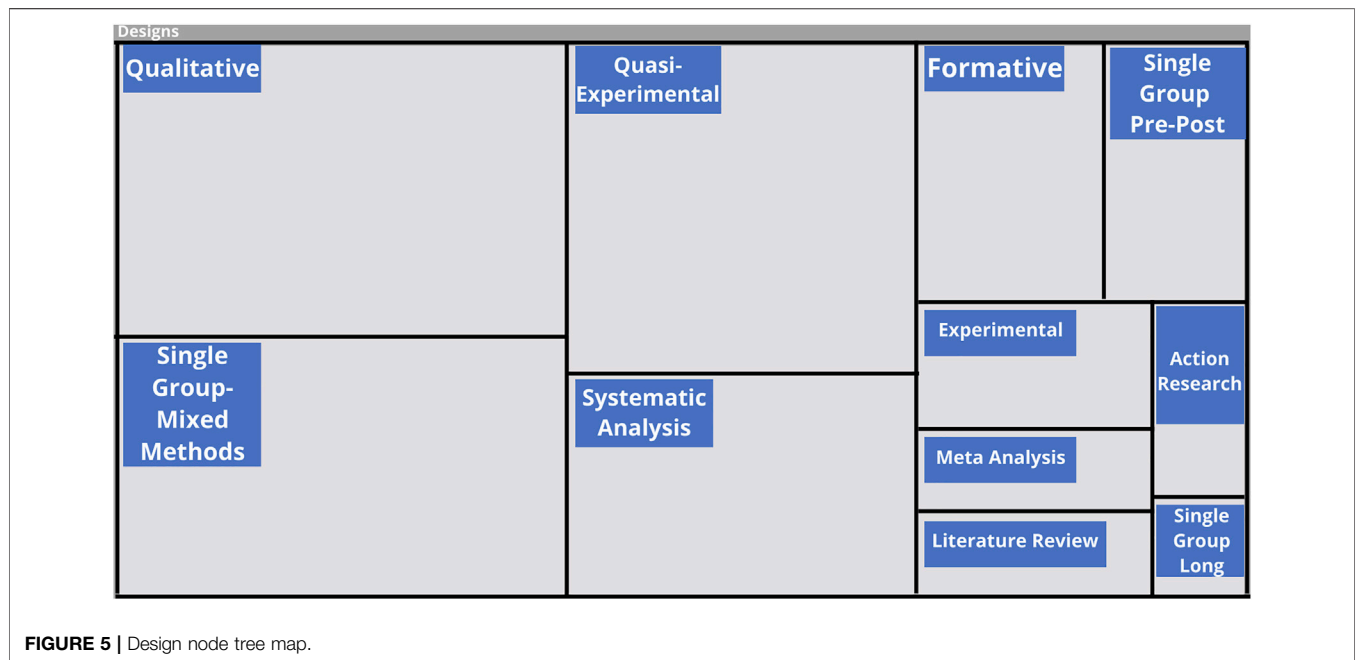 Designs
Qualitative
Quasi-
Experimental
Formative
Single
Group
Pre-Post
Single
Group-
Mixed
Methods
Systematic
Analysis
Experimental
Action
Research
Meta Analysis
Literature Review
Single
Group
Long
FIGURE 5 | Design node tree map.